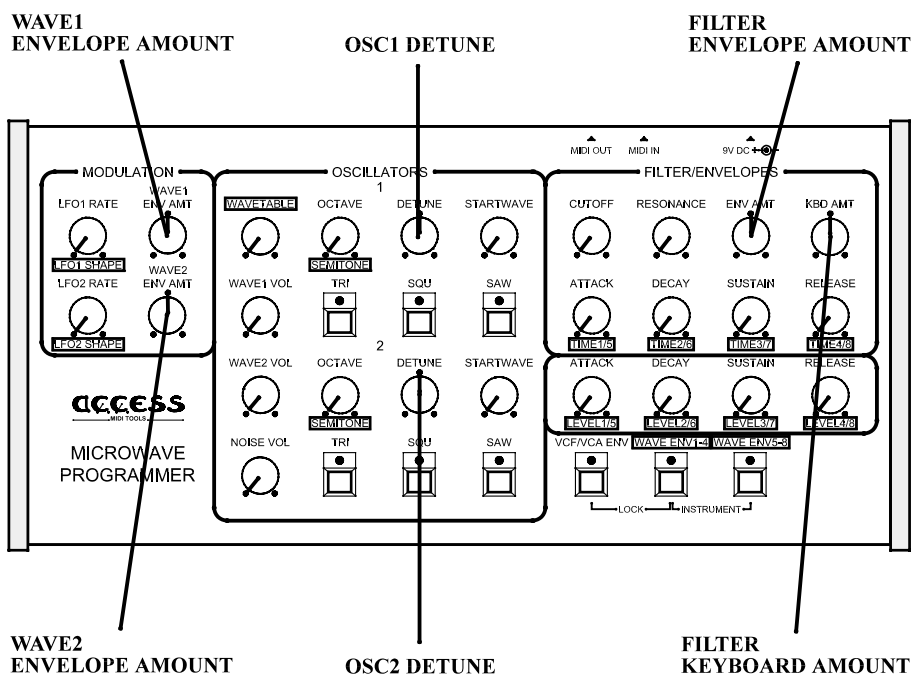 WAVE1
ENVELOPE AMOUNT
OSC1 DETUNE
FILTER
ENVELOPE AMOUNT
MIDI OUT MIDI IN 9V DC + -
MODULATION
OSCILLATORS
FILTER/ENVELOPES
1
LFO1 RATE
WAVE1
ENV AMT
WAVETABLE OCTAVE DETUNE STARTWAVE
CUTOFF RESONANCE ENV AMT KBD AMT
LFO1 SHAPE
SEMITONE
LFO2 RATE
WAVE2
ENV AMT
WAVE1 VOL TRI SQU SAW
ATTACK DECAY SUSTAIN RELEASE
LFO2 SHAPE
TIME1/5 TIME2/6 TIME3/7 TIME4/8
2
WAVE2 VOL OCTAVE DETUNE STARTWAVE
ATTACK DECAY SUSTAIN RELEASE
SEMITONE
LEVEL1/5 LEVEL2/6 LEVEL3/7 LEVEL4/8
access
MIDI TOOLS
MICROWAVE
PROGRAMMER
NOISE VOL TRI SQU SAW
VCF/VCA ENV WAVE ENV1-4 WAVE ENV5-8
LOCK INSTRUMENT
WAVE2
ENVELOPE AMOUNT
OSC2 DETUNE
FILTER
KEYBOARD AMOUNT